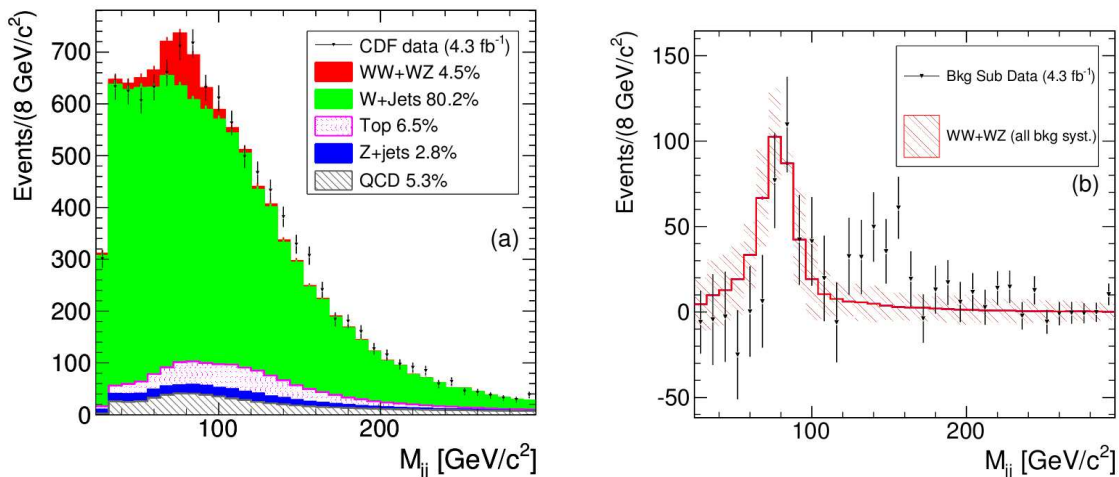 Events/(8 GeV/c²)
700
600
500
400
300
200
100
0
CDF data (4.3 fb⁻¹)
WW+WZ 4.5%
W+Jets 80.2%
Top 6.5%
Z+jets 2.8%
QCD 5.3%
(a)
100
200
M_jj [GeV/c²]
Events/(8 GeV/c²)
150
100
50
0
-50
Bkg Sub Data (4.3 fb⁻¹)
WW+WZ (all bkg syst.)
(b)
100
200
M_jj [GeV/c²]